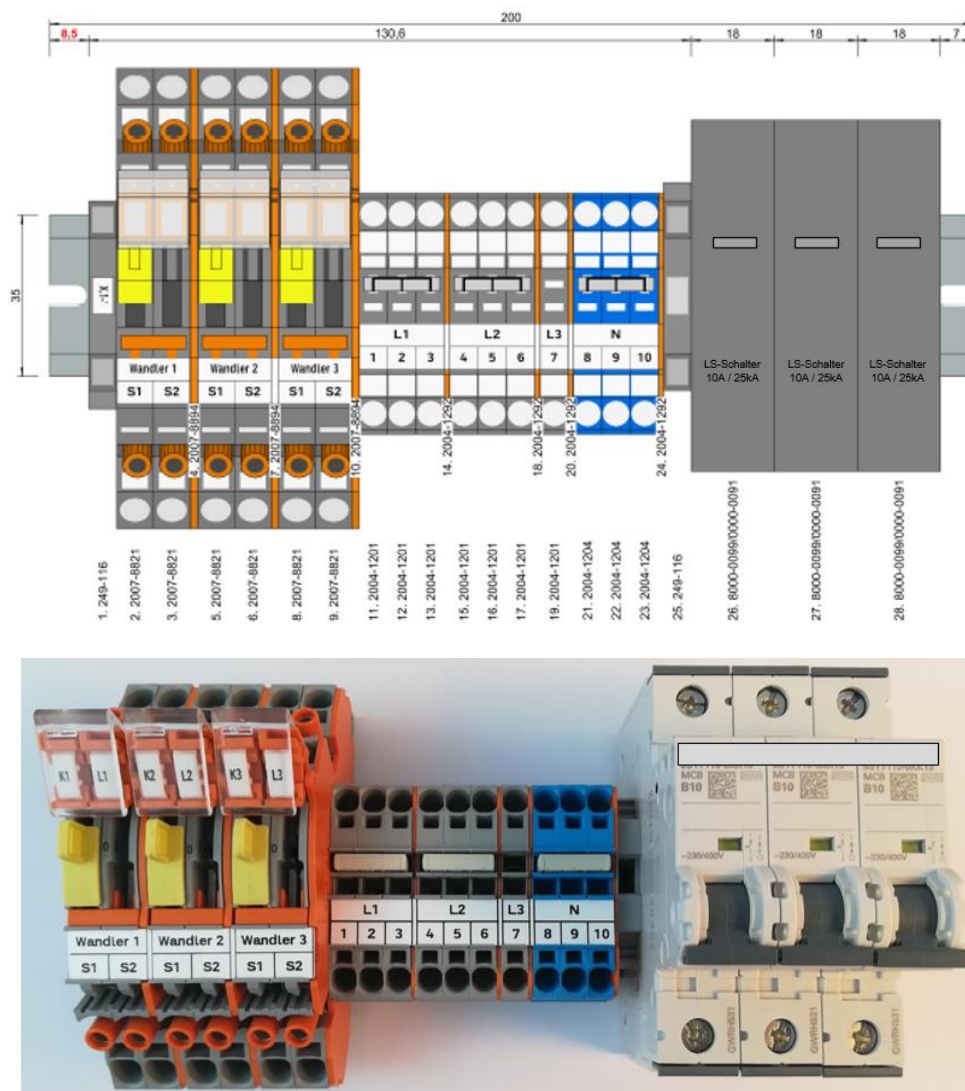 200
8,5 130,6 18 18 18 7
35
X.1-
L1 L2 L3 N
1 2 3 4 5 6 7 8 9 10
Wandler 1 Wandler 2 Wandler 3
S1 S2 S1 S2 S1 S2
LS-Schalter LS-Schalter LS-Schalter
10A / 25kA 10A / 25kA 10A / 25kA
1. 249-116
2. 2007-8821
3. 2007-8821
4. 2007-8894
5. 2007-8821
6. 2007-8821
7. 2007-8894
8. 2007-8821
9. 2007-8821
10. 2007-8894
11. 2004-1201
12. 2004-1201
13. 2004-1201
14. 2004-1292
15. 2004-1201
16. 2004-1201
17. 2004-1201
18. 2004-1292
19. 2004-1201
20. 2004-1292
21. 2004-1204
22. 2004-1204
23. 2004-1204
24. 2004-1292
25. 249-116
26. 8000-0099/0000-0091
27. 8000-0099/0000-0091
28. 8000-0099/0000-0091
K1 L1 K2 L2 K3 L3
MCB MCB MCB
B10 B10 B10
0 0 0
~230/400V ~230/400V ~230/400V
L1 L2 L3 N
1 2 3 4 5 6 7 8 9 10
Wandler 1 Wandler 2 Wandler 3
S1 S2 S1 S2 S1 S2
GWRH531 GWRH531 GWRH531